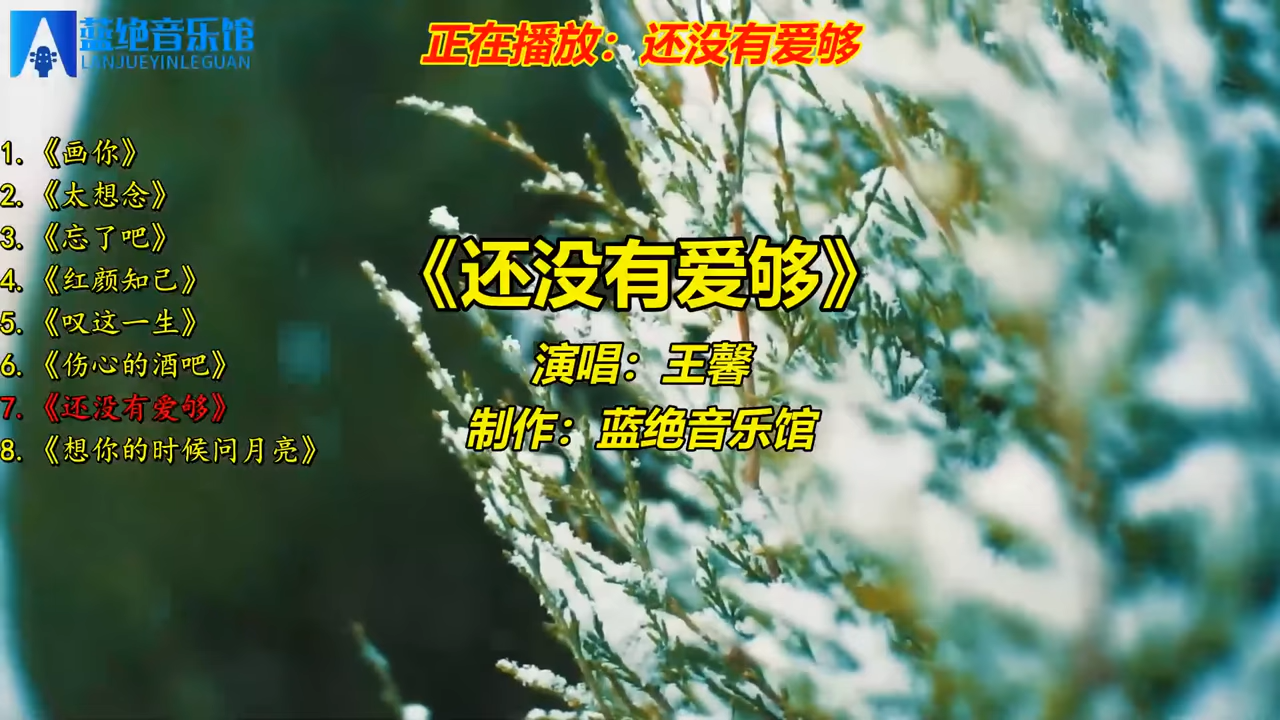 蓝绝音乐馆
LANJUEYINLEGUAN
正在播放：还没有爱够
1.《画你》
2.《太想念》
3.《忘了吧》
4.《红颜知己》
5.《叹这一生》
6.《伤心的酒吧》
7.《还没有爱够》
8.《想你的时候问月亮》
《还没有爱够》
演唱：王馨
制作：蓝绝音乐馆